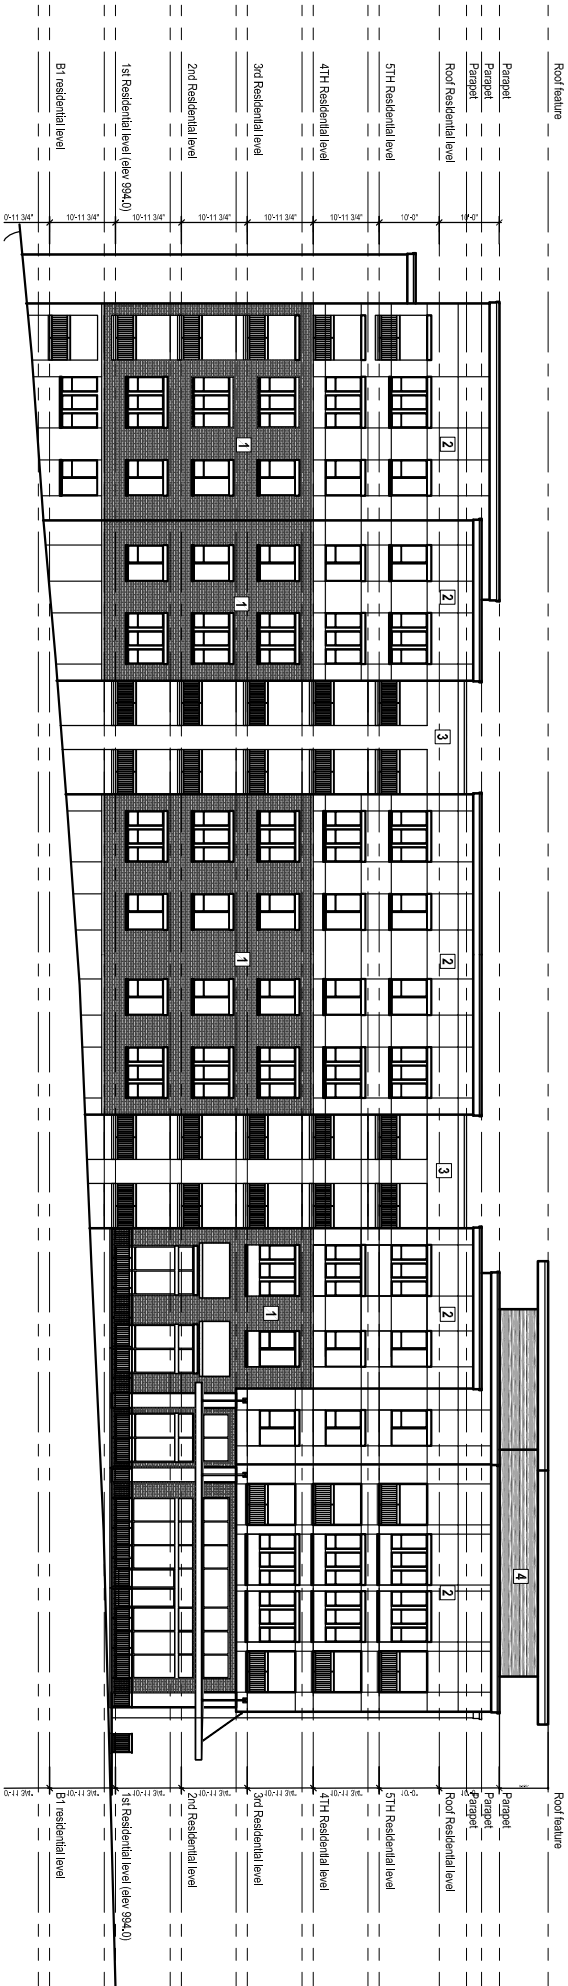 Roof feature
Parapet
Parapet
Parapet
Roof Residential level
5TH Residential level
4TH Residential level
3rd Residential level
2nd Residential level
1st Residential level (elev 994.0)
B1 residential level
10'-0"
10'-0"
10'-11 3/4"
10'-11 3/4"
10'-11 3/4"
10'-11 3/4"
10'-11 3/4"
0'-11 3/4"
2
1
2
1
3
2
1
3
2
1
4
2
Roof feature
Parapet
Parapet
Parapet
Roof Residential level
5TH Residential level
4TH Residential level
3rd Residential level
2nd Residential level
1st Residential level (elev 994.0)
B1 residential level